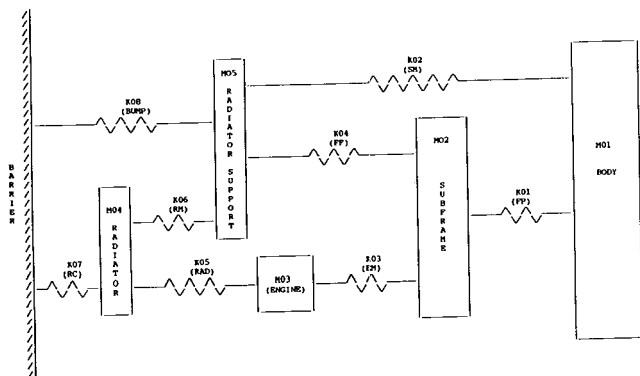 K02
(SM)
M05
RADIATOR SUPPORT
K08
(BUMP)
K04
(FF)
M02
SUBFRAME
M01
BODY
BARRIER
M04
RADIATOR
K06
(RM)
K01
(FP)
K07
(RC)
K05
(RAD)
M03
(ENGINE)
K03
(EM)